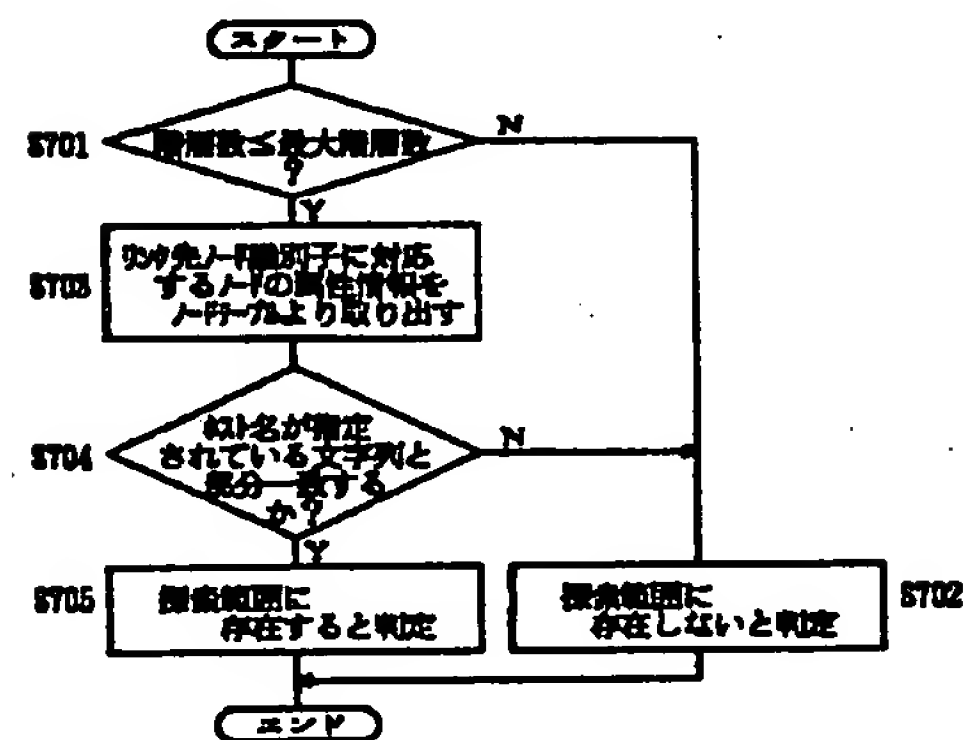 スタート
S701
階層数≦最大階層数
?
N
Y
S703
リンク先ノード識別子に対応
するノードの属性情報を
ノードテーブルより取り出す
S704
ホスト名が指定
されている文字列と
部分一致する
か?
N
Y
S705
探索範囲に
存在すると判定
探索範囲に
存在しないと判定
S702
エンド